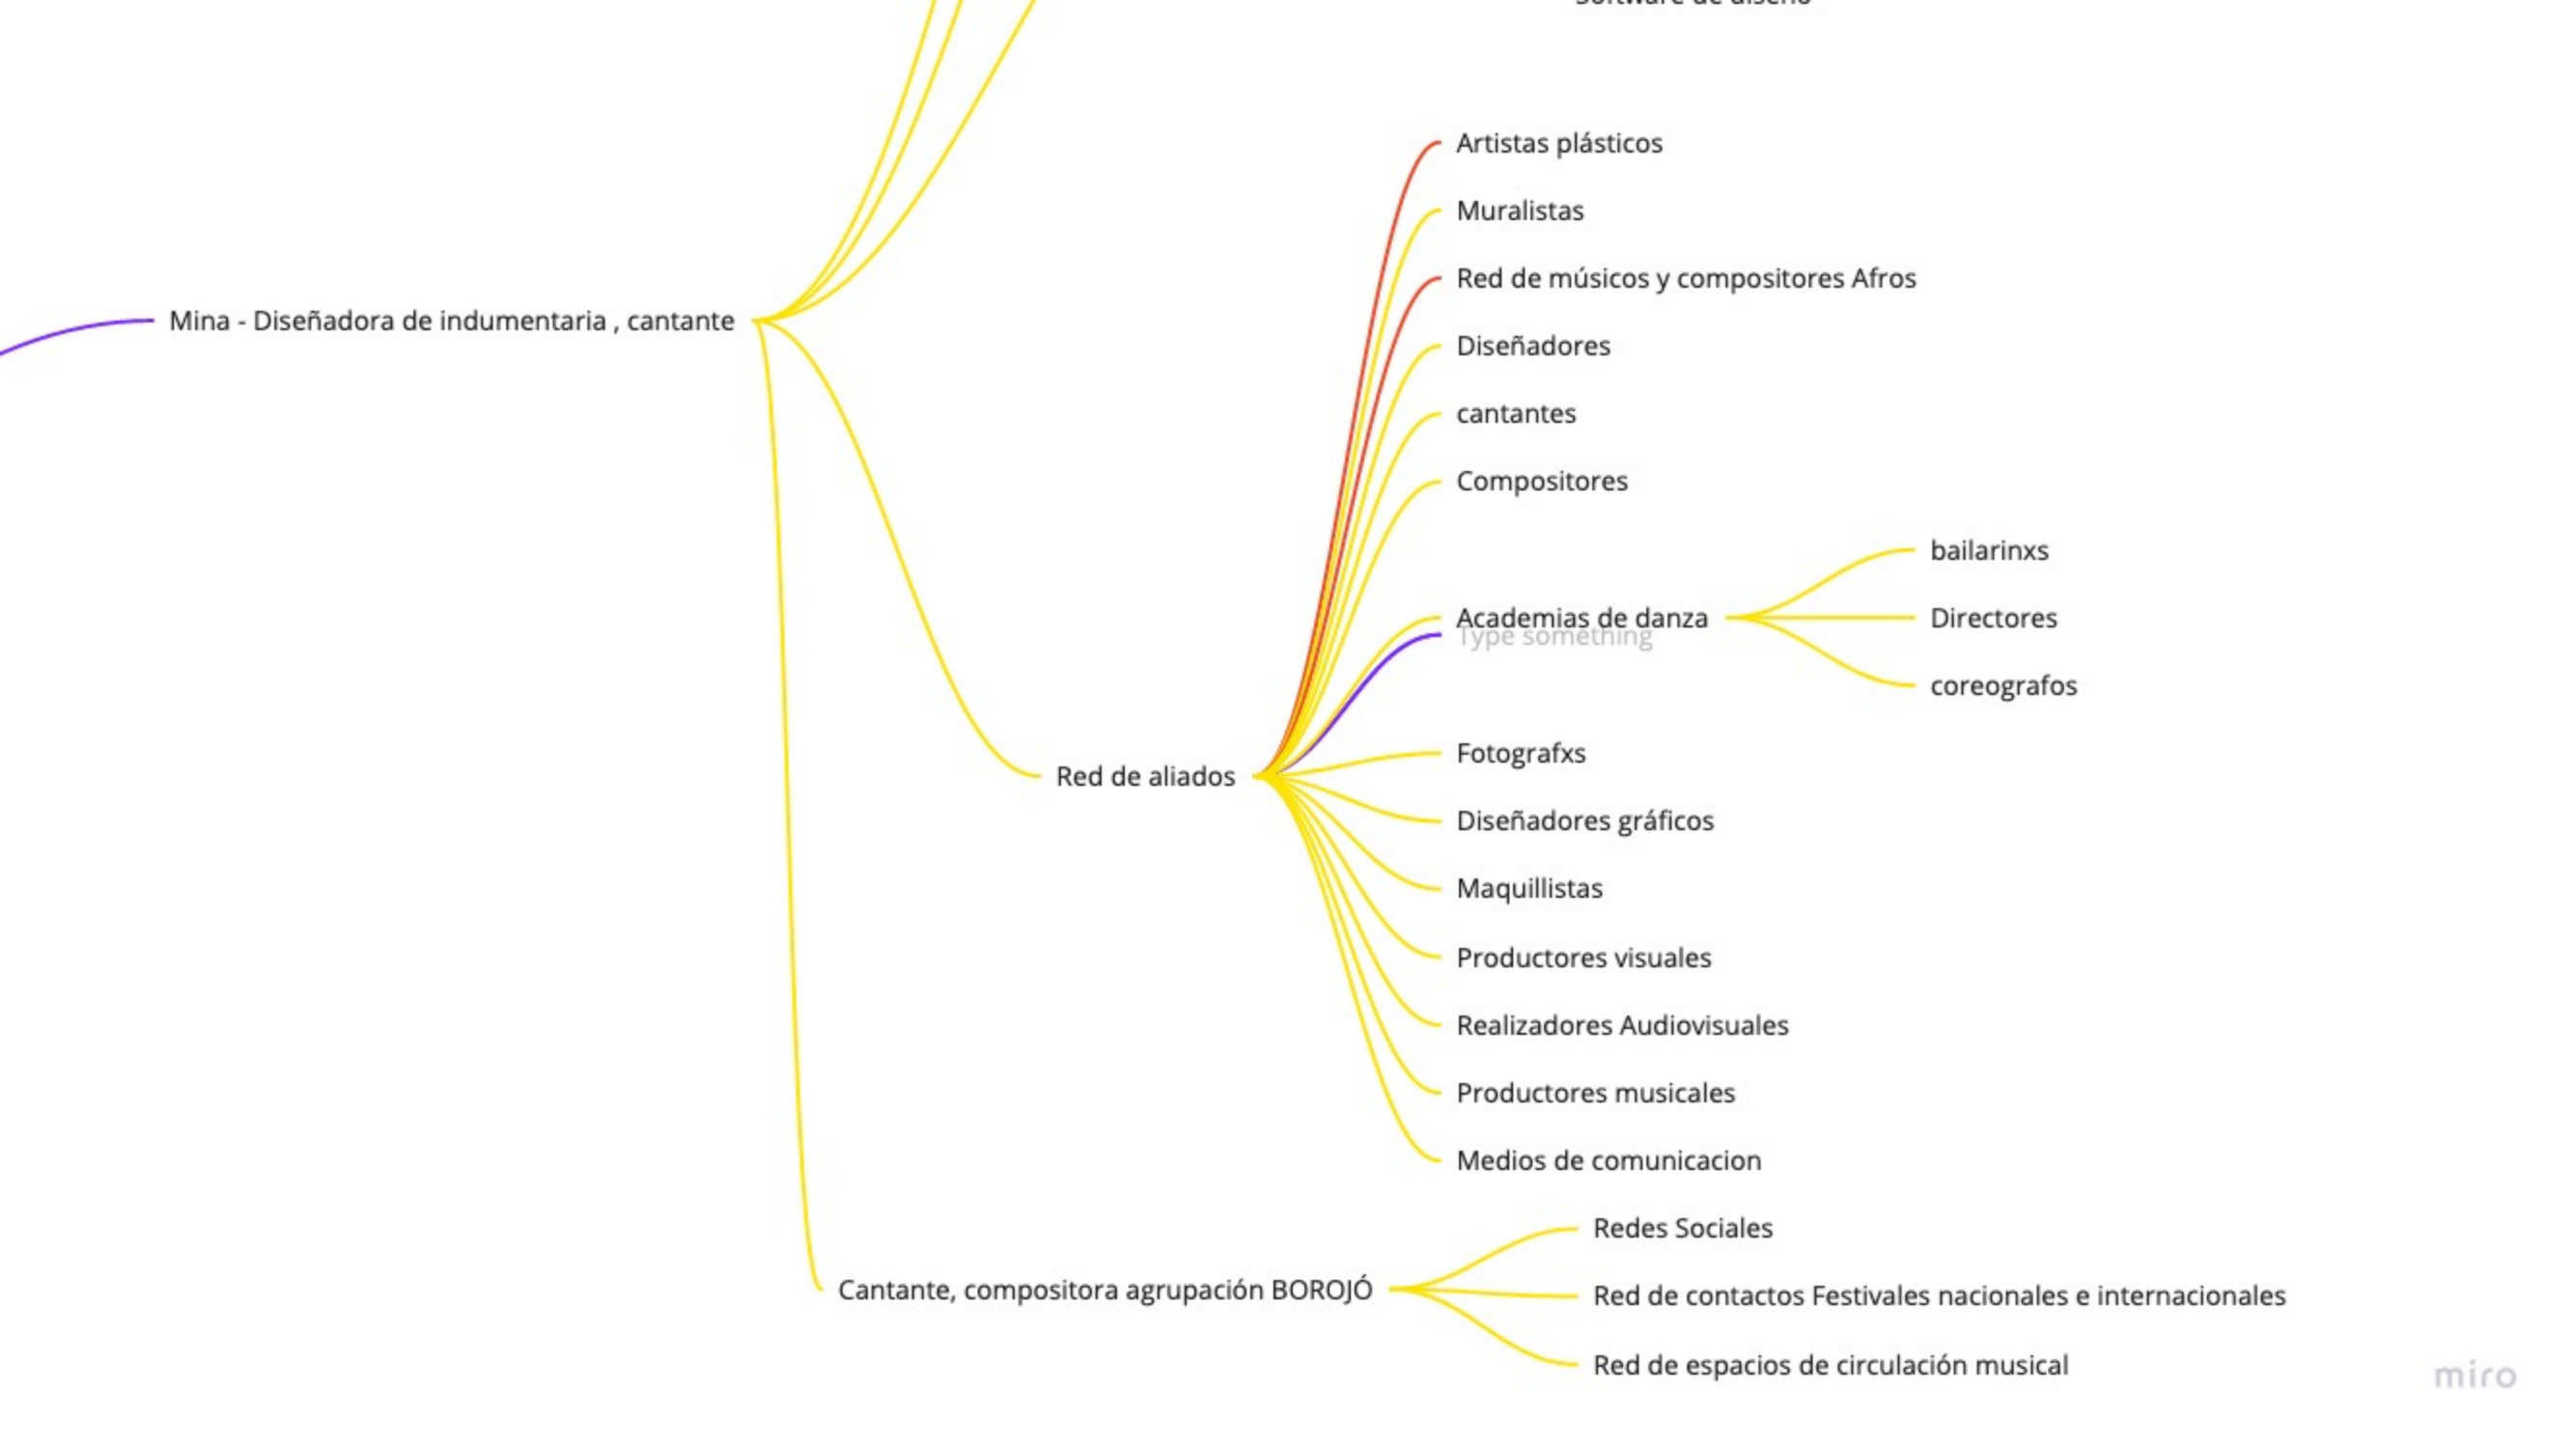 Software de diseño
Artistas plásticos
Muralistas
Red de músicos y compositores Afros
Mina - Diseñadora de indumentaria , cantante
Diseñadores
cantantes
Compositores
bailarinxs
Academias de danza
Directores
Type something
coreografos
Fotografxs
Red de aliados
Diseñadores gráficos
Maquillistas
Productores visuales
Realizadores Audiovisuales
Productores musicales
Medios de comunicacion
Redes Sociales
Cantante, compositora agrupación BOROJÓ
Red de contactos Festivales nacionales e internacionales
Red de espacios de circulación musical
miro